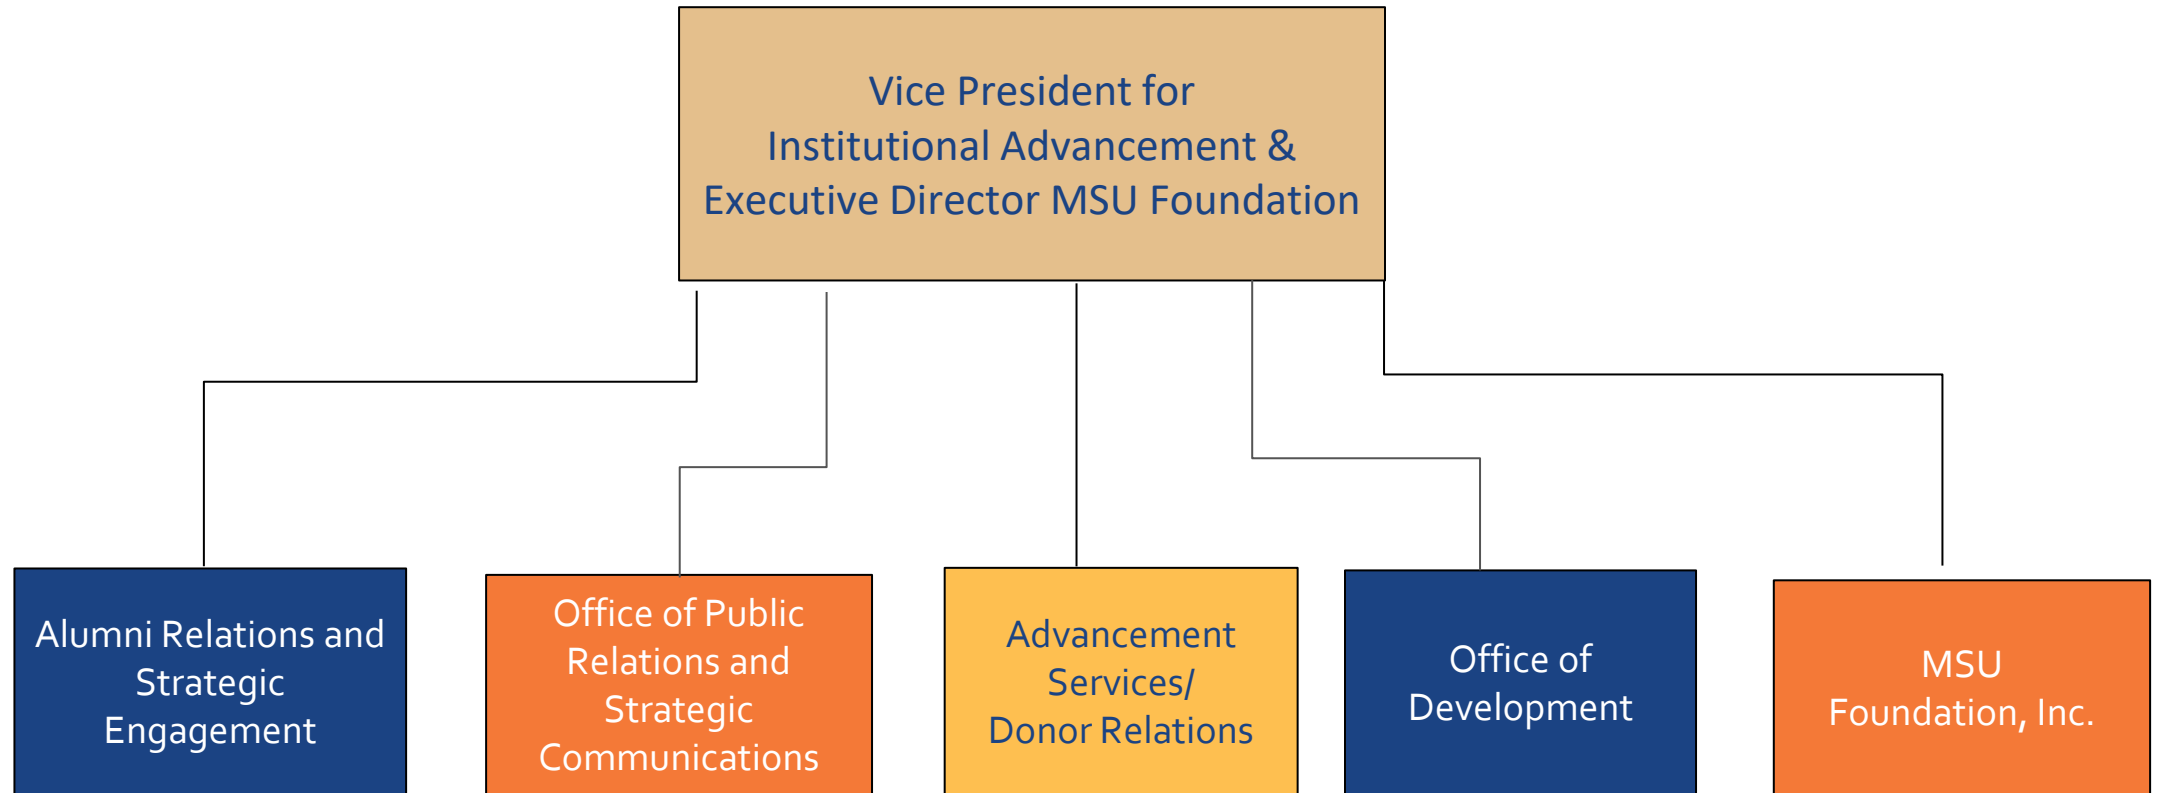 Vice President for
Institutional Advancement &
Executive Director MSU Foundation
Alumni Relations and
Strategic
Engagement
Office of Public
Relations and
Strategic
Communications
Advancement
Services/
Donor Relations
Office of
Development
MSU
Foundation, Inc.